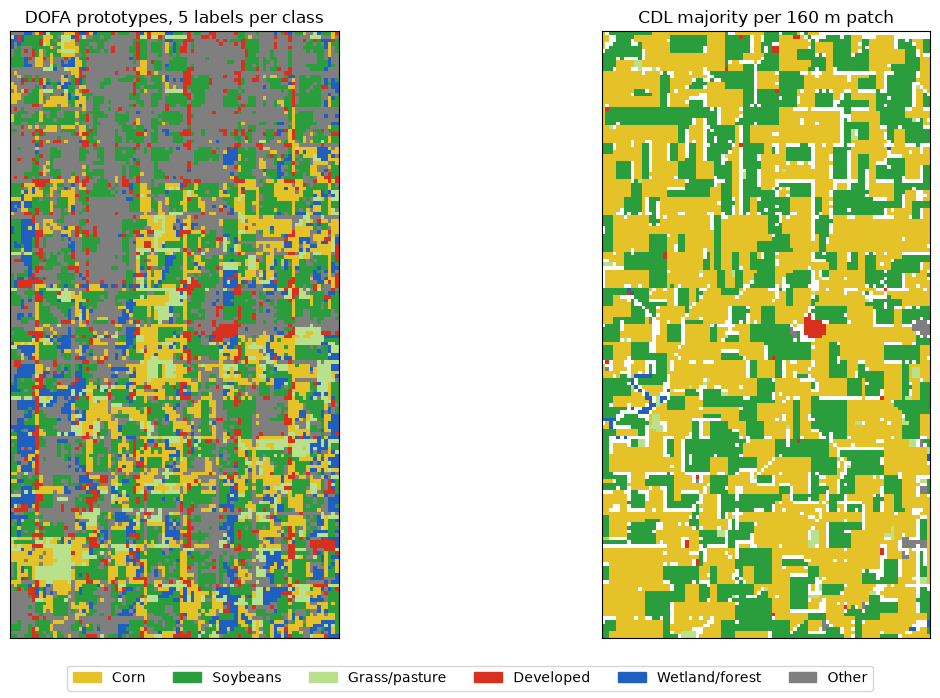 DOFA prototypes, 5 labels per class
CDL majority per 160 m patch
Corn Soybeans Grass/pasture Developed Wetland/forest Other